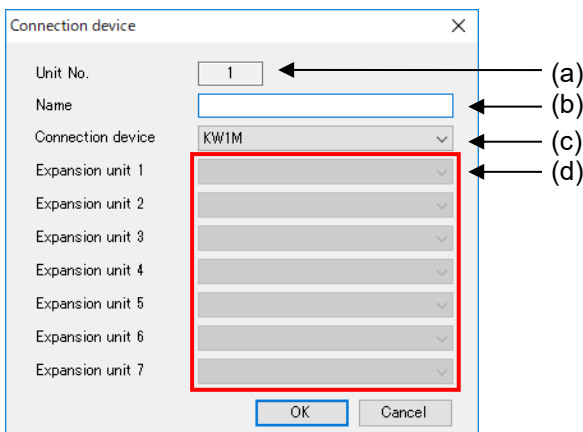 Connection device
Unit No. 1 (a)
Name (b)
Connection device KW1M (c)
Expansion unit 1 (d)
Expansion unit 2
Expansion unit 3
Expansion unit 4
Expansion unit 5
Expansion unit 6
Expansion unit 7
OK Cancel